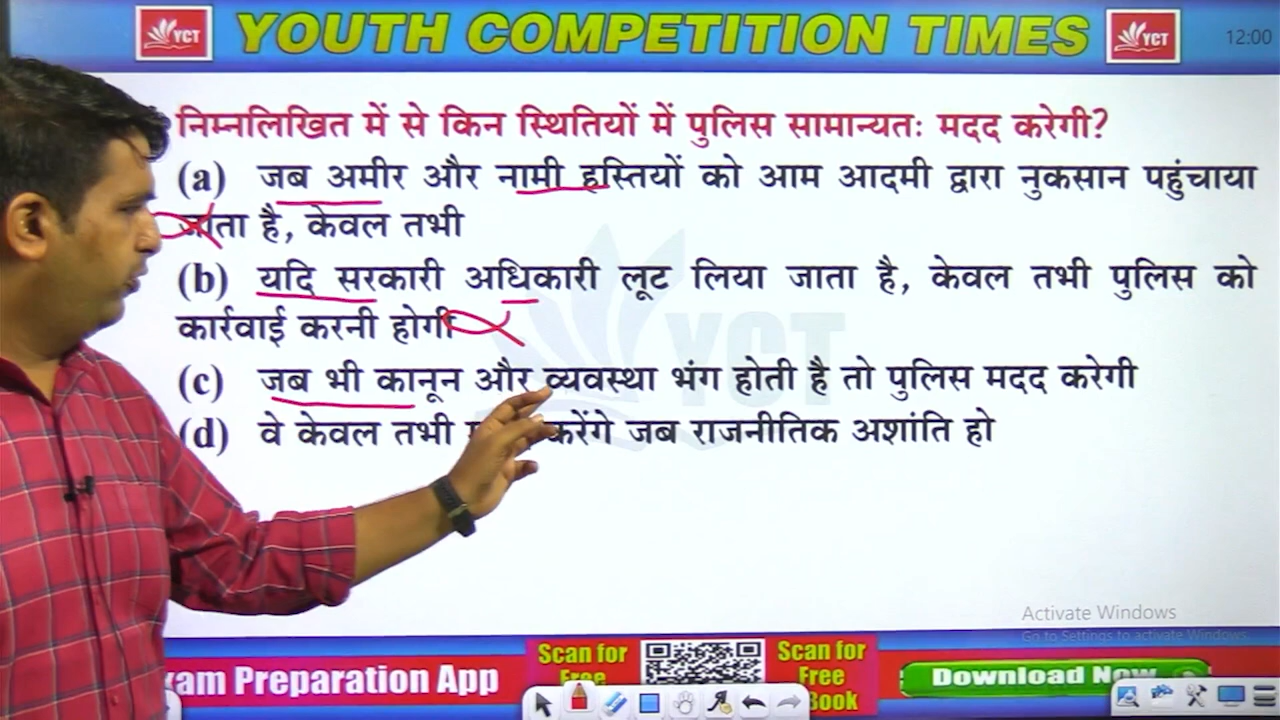 YCT
YOUTH COMPETITION TIMES
YCT
12:00
निम्नलिखित में से किन स्थितियों में पुलिस सामान्यतः मदद करेगी?
(a) जब अमीर और नामी हस्तियों को आम आदमी द्वारा नुकसान पहुंचाया
जाता है, केवल तभी
(b) यदि सरकारी अधिकारी लूट लिया जाता है, केवल तभी पुलिस को
कार्रवाई करनी होगी
(c) जब भी कानून और व्यवस्था भंग होती है तो पुलिस मदद करेगी
(d) वे केवल तभी करेंगे जब राजनीतिक अशांति हो
YCT
Activate Windows
Go to Settings to activate Windows.
Preparation App
Scan for
Free
Scan for
Free
Book
Download Now